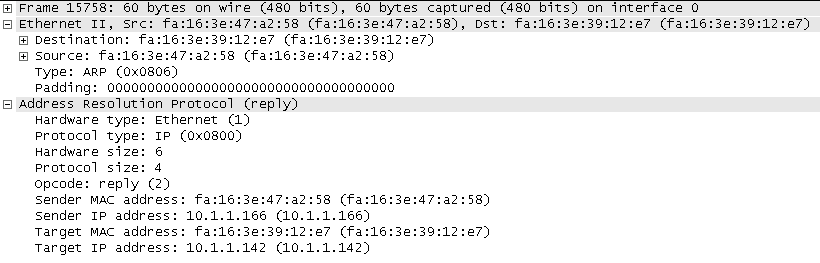 Frame 15758: 60 bytes on wire (480 bits), 60 bytes captured (480 bits) on interface 0
Ethernet II, Src: fa:16:3e:47:a2:58 (fa:16:3e:47:a2:58), Dst: fa:16:3e:39:12:e7 (fa:16:3e:39:12:e7)
Destination: fa:16:3e:39:12:e7 (fa:16:3e:39:12:e7)
Source: fa:16:3e:47:a2:58 (fa:16:3e:47:a2:58)
Type: ARP (0x0806)
Padding: 000000000000000000000000000000000000
Address Resolution Protocol (reply)
Hardware type: Ethernet (1)
Protocol type: IP (0x0800)
Hardware size: 6
Protocol size: 4
Opcode: reply (2)
Sender MAC address: fa:16:3e:47:a2:58 (fa:16:3e:47:a2:58)
Sender IP address: 10.1.1.166 (10.1.1.166)
Target MAC address: fa:16:3e:39:12:e7 (fa:16:3e:39:12:e7)
Target IP address: 10.1.1.142 (10.1.1.142)